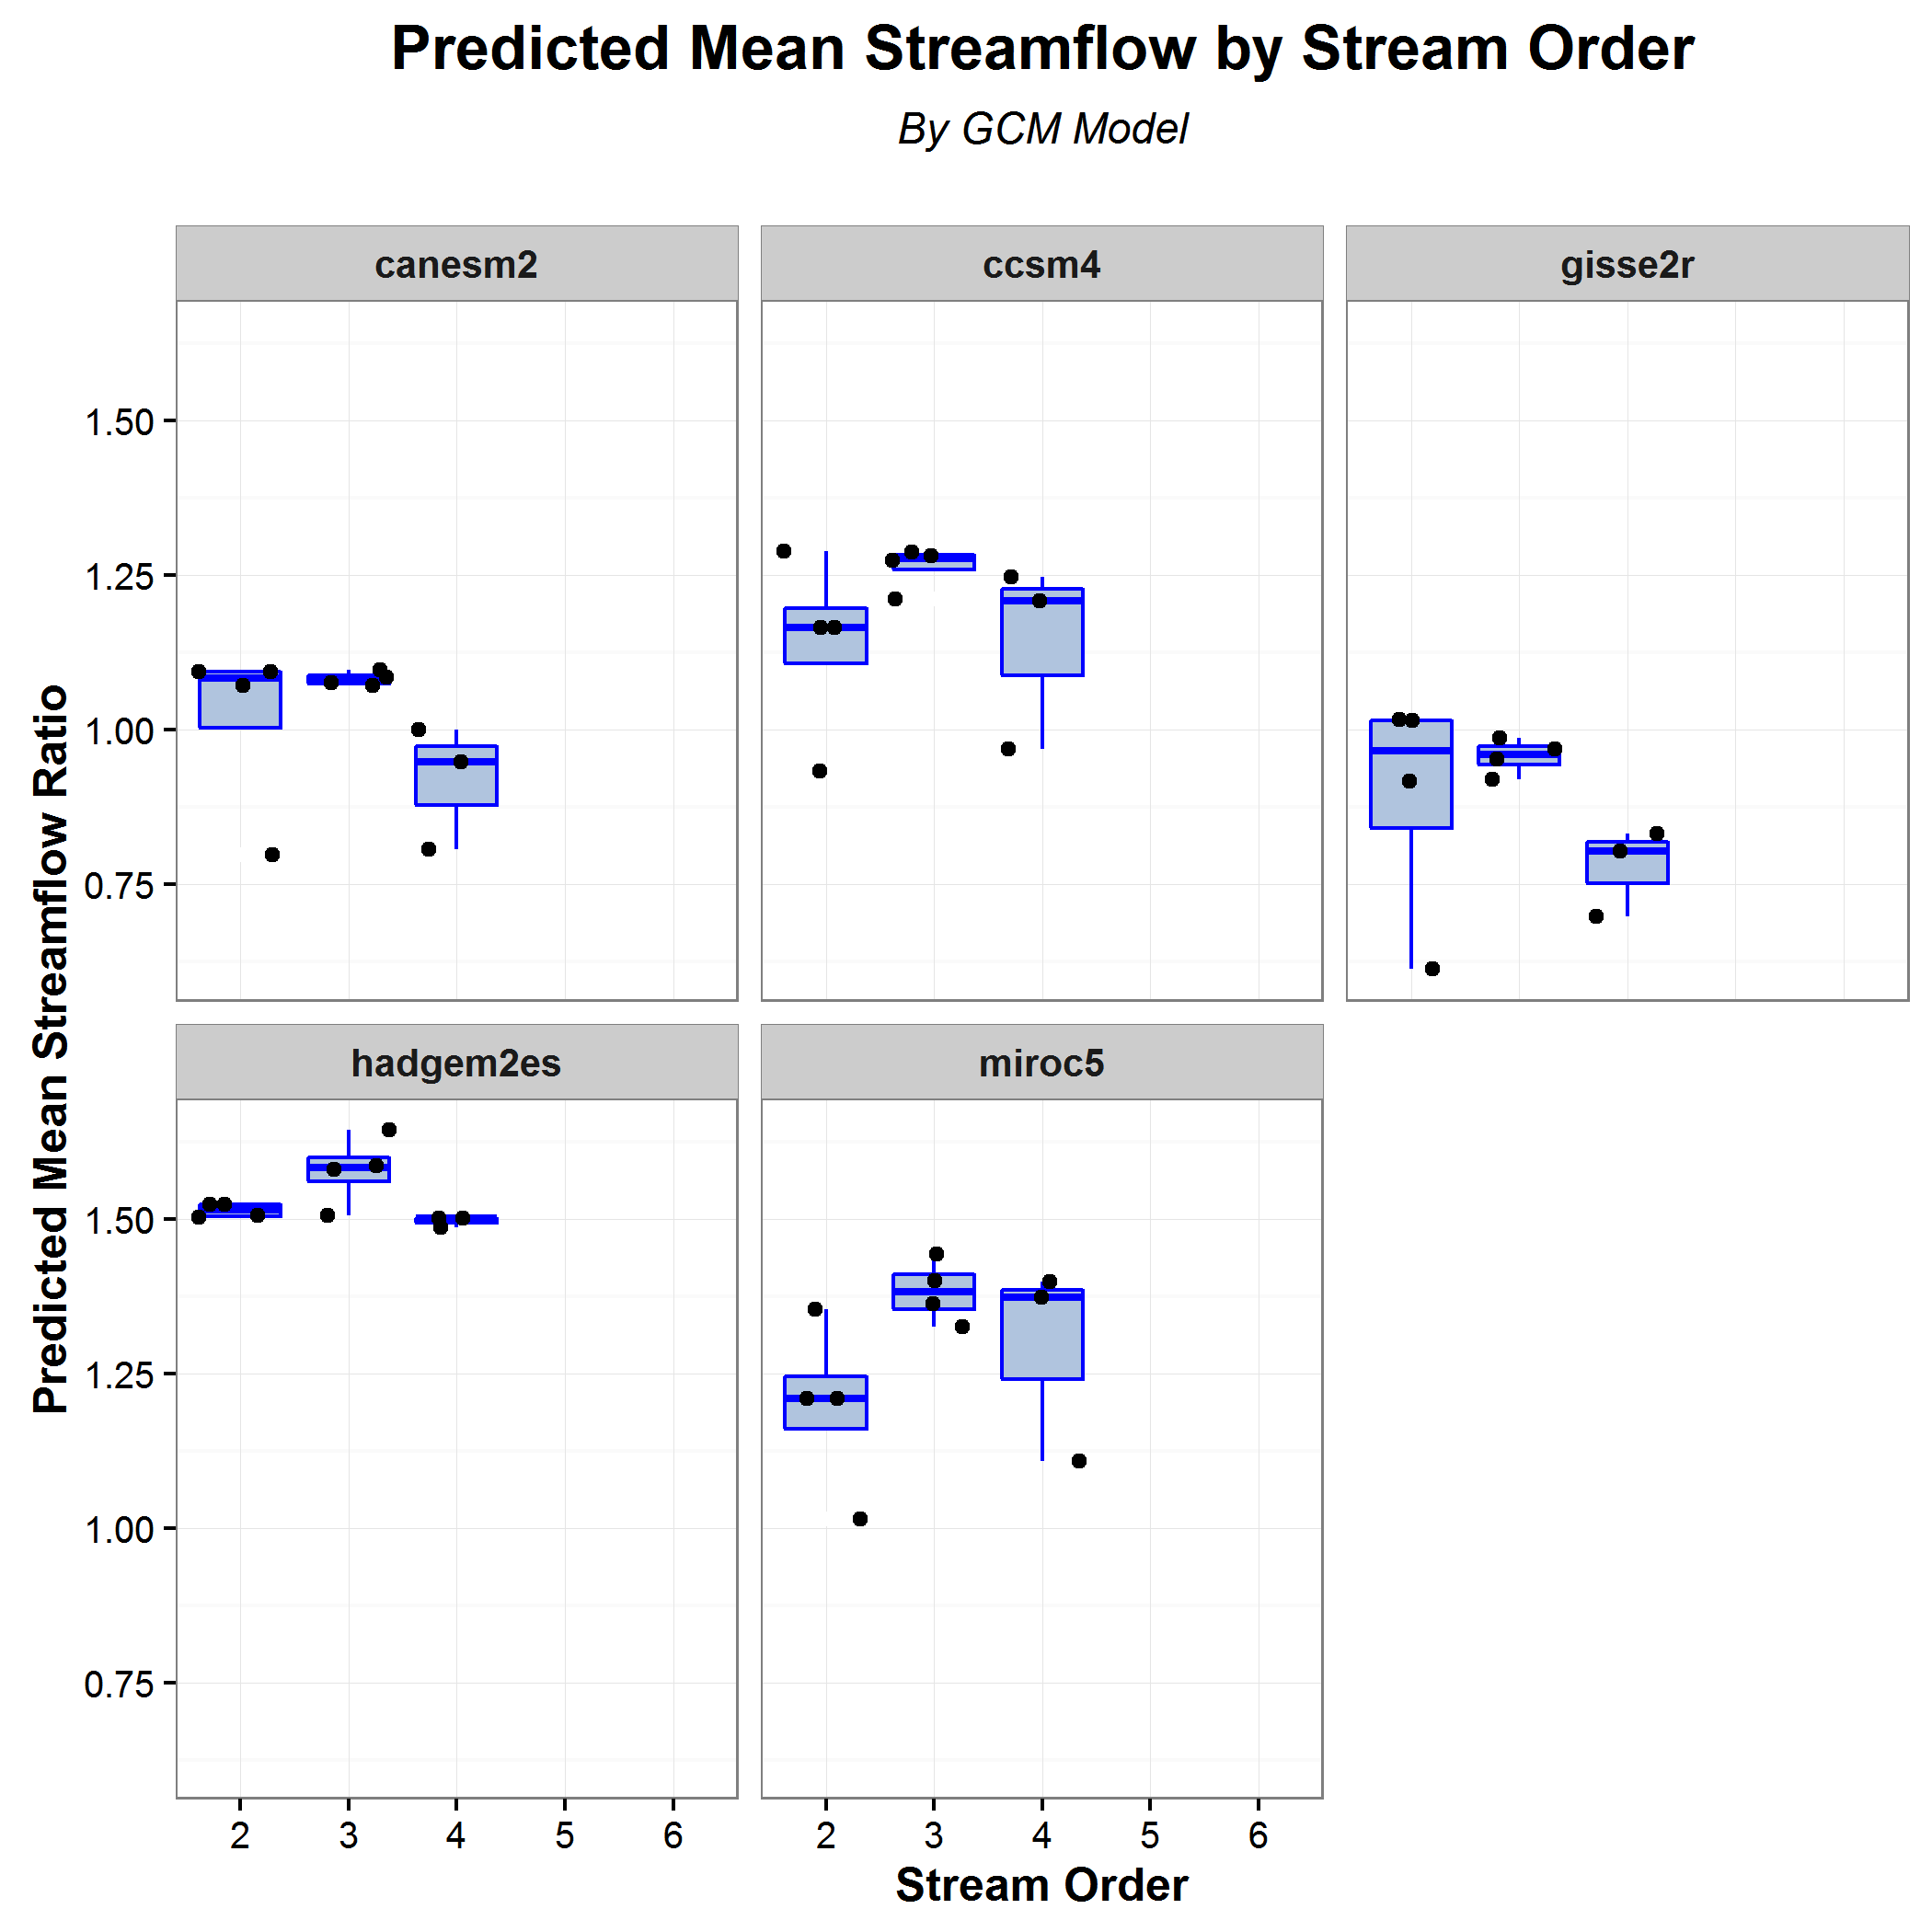 Predicted Mean Streamflow by Stream Order
By GCM Model
canesm2
ccsm4
gisse2r
1.50
1.25
1.00
0.75
Predicted Mean Streamflow Ratio
hadgem2es
miroc5
1.50
1.25
1.00
0.75
2 3 4 5 6
2 3 4 5 6
Stream Order